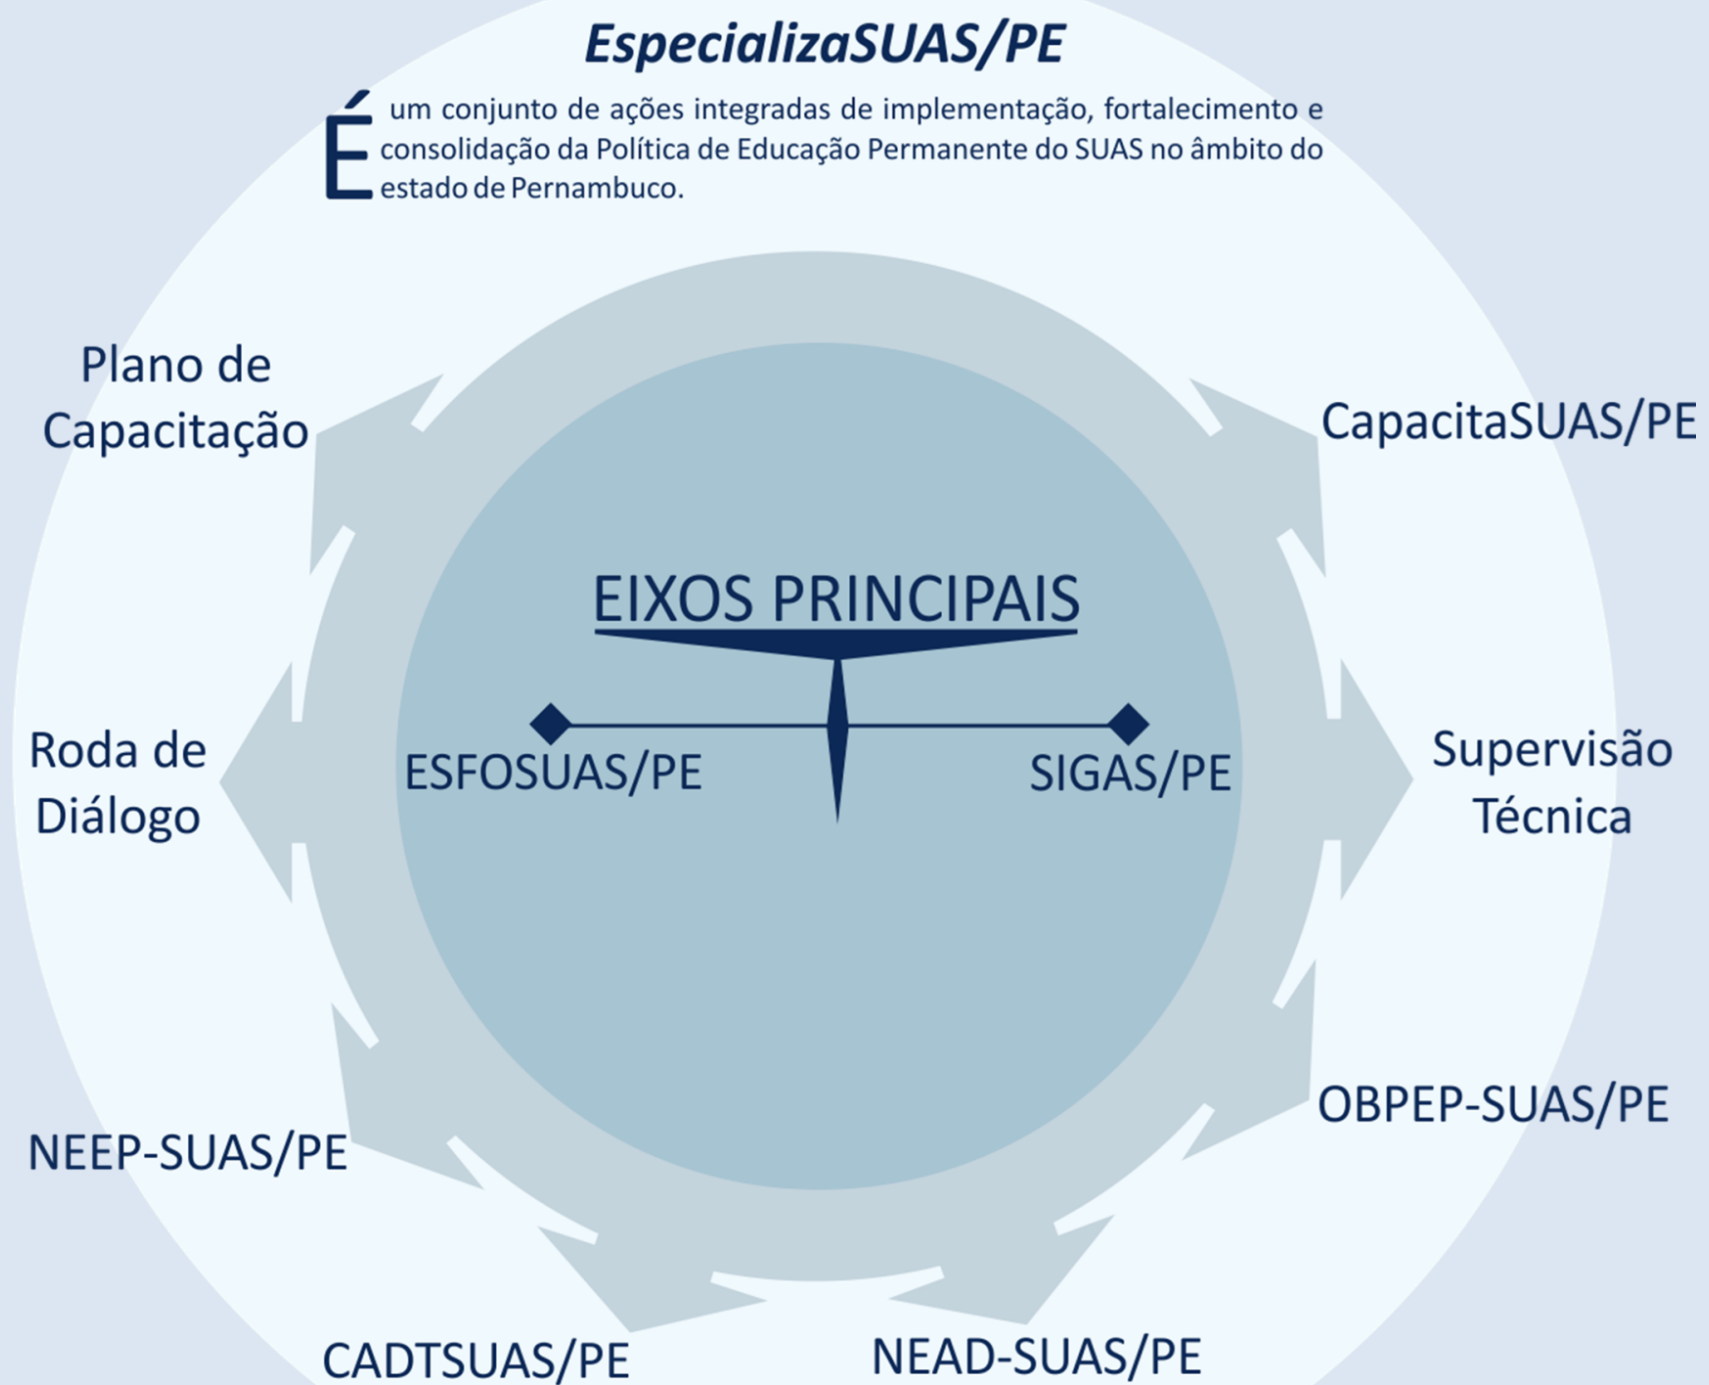 EspecializaSUAS/PE
É um conjunto de ações integradas de implementação, fortalecimento e
consolidação da Política de Educação Permanente do SUAS no âmbito do
estado de Pernambuco.
Plano de
Capacitação
CapacitaSUAS/PE
EIXOS PRINCIPAIS
ESFOSUAS/PE
SIGAS/PE
Roda de
Diálogo
Supervisão
Técnica
NEEP-SUAS/PE
OBPEP-SUAS/PE
CADTSUAS/PE
NEAD-SUAS/PE